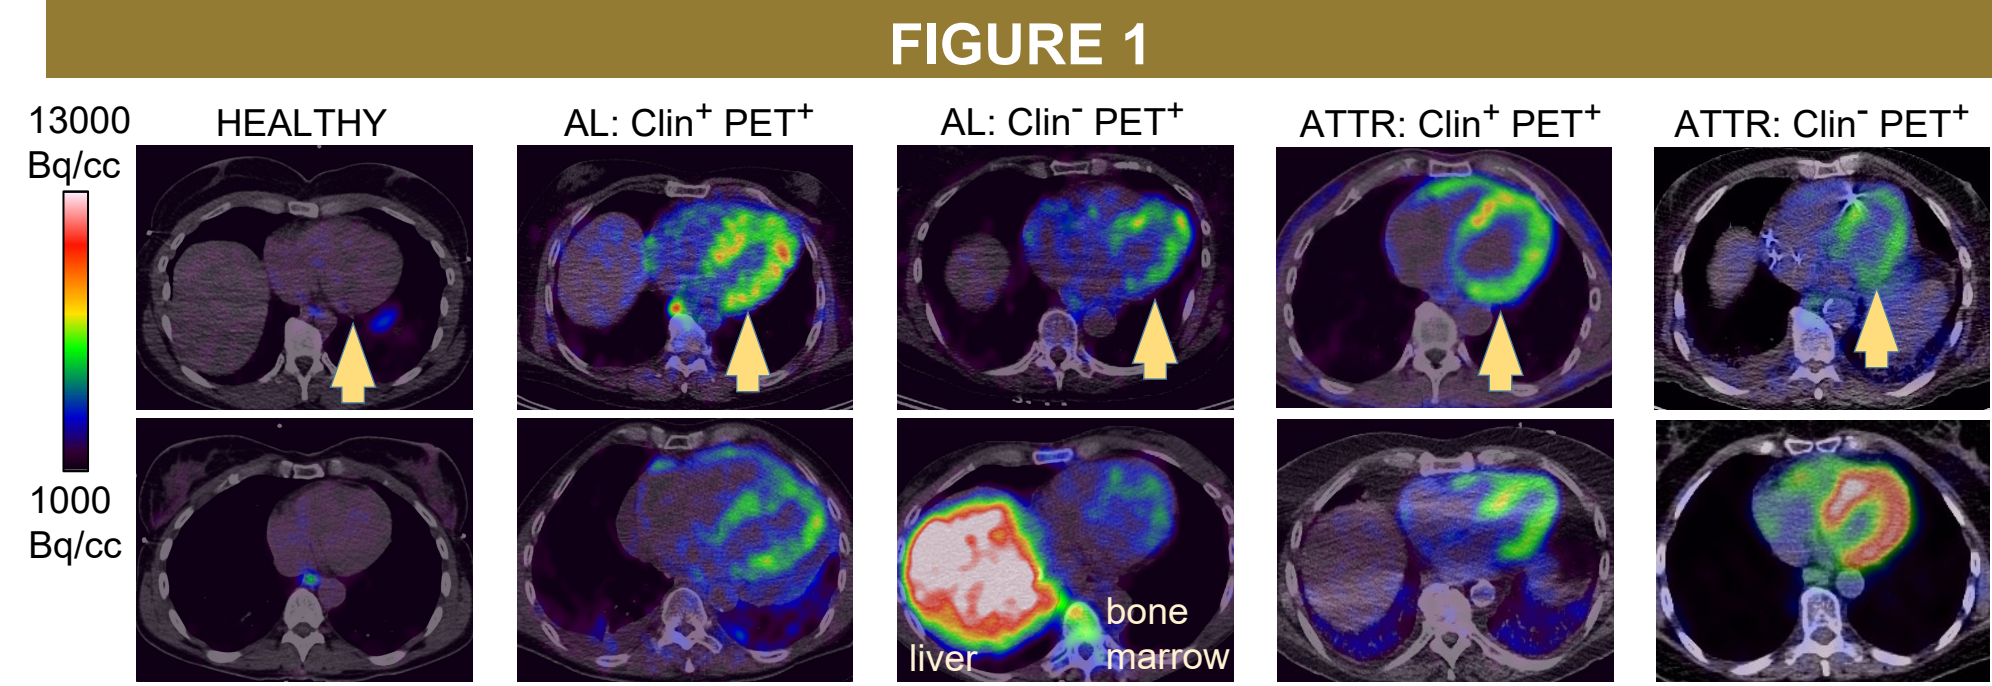 FIGURE 1
13000
Bq/cc
HEALTHY
AL: Clin⁺ PET⁺
AL: Clin⁻ PET⁺
ATTR: Clin⁺ PET⁺
ATTR: Clin⁻ PET⁺
1000
Bq/cc
bone
marrow
liver